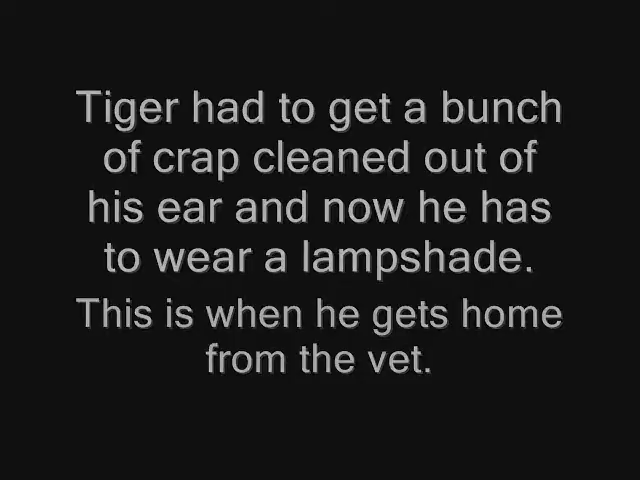 Tiger had to get a bunch
of crap cleaned out of
his ear and now he has
to wear a lampshade.
This is when he gets home
from the vet.